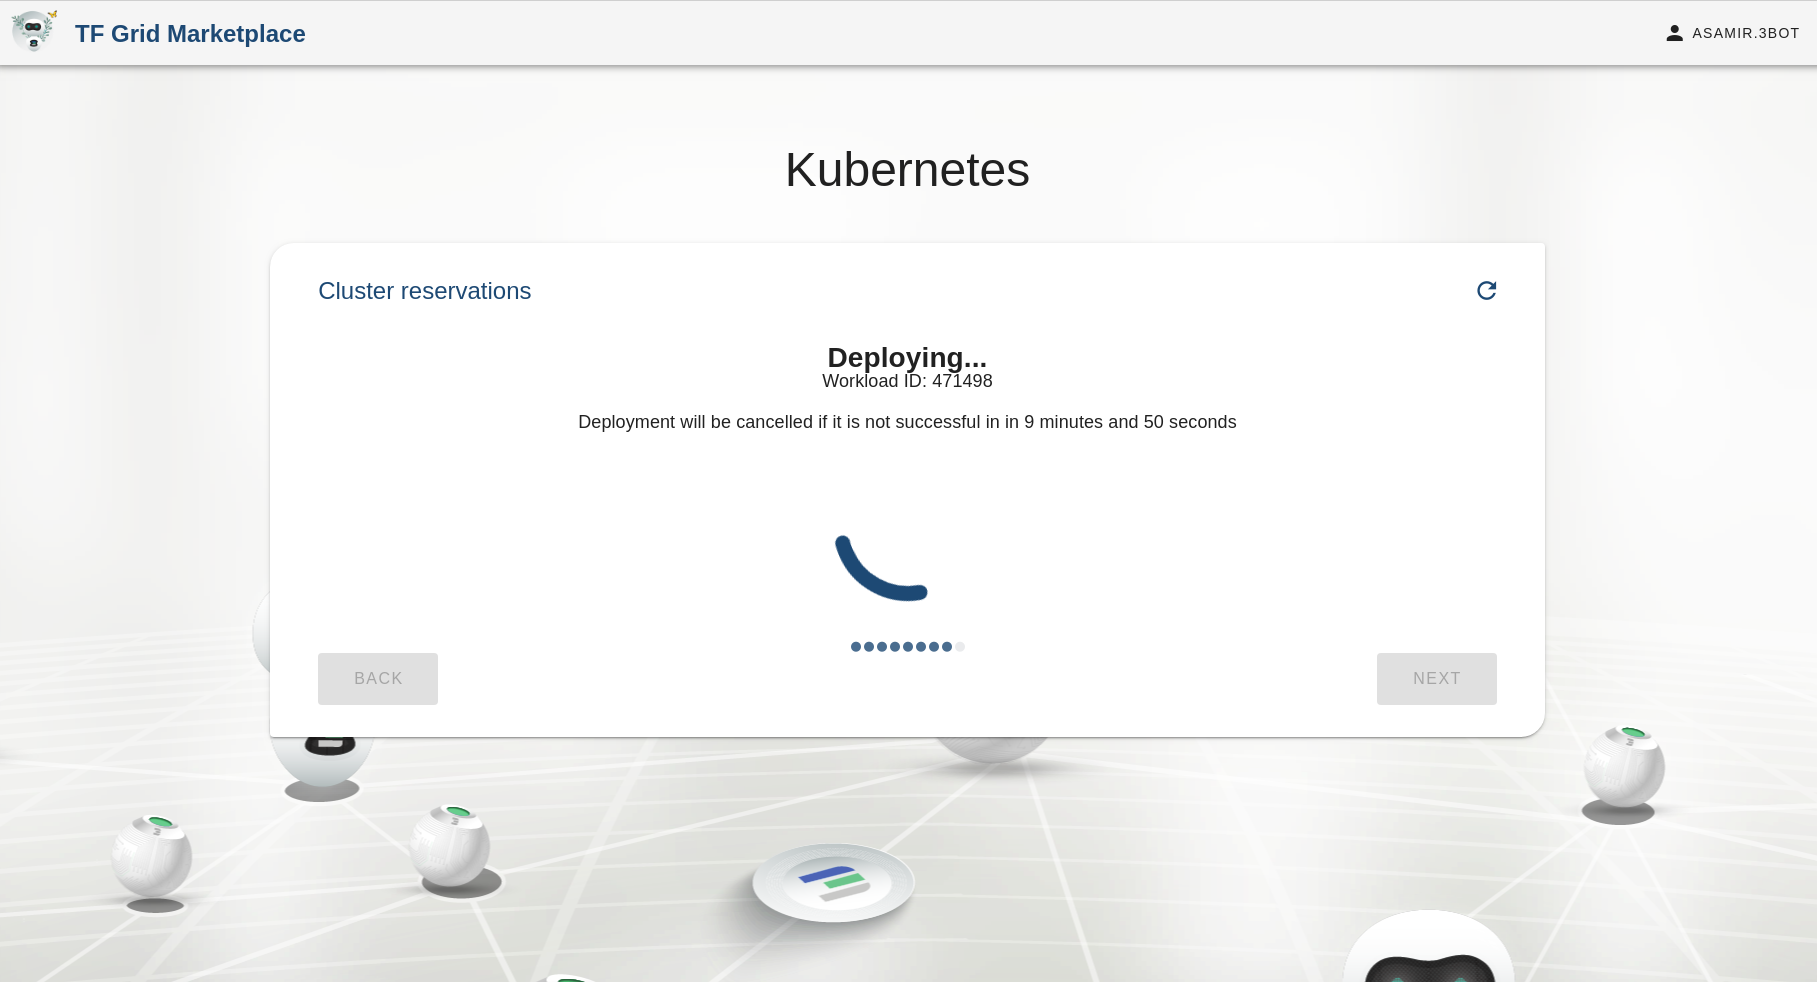 TF Grid Marketplace
ASAMIR.3BOT
Kubernetes
Cluster reservations
Deploying...
Workload ID: 471498
Deployment will be cancelled if it is not successful in in 9 minutes and 50 seconds
BACK
NEXT